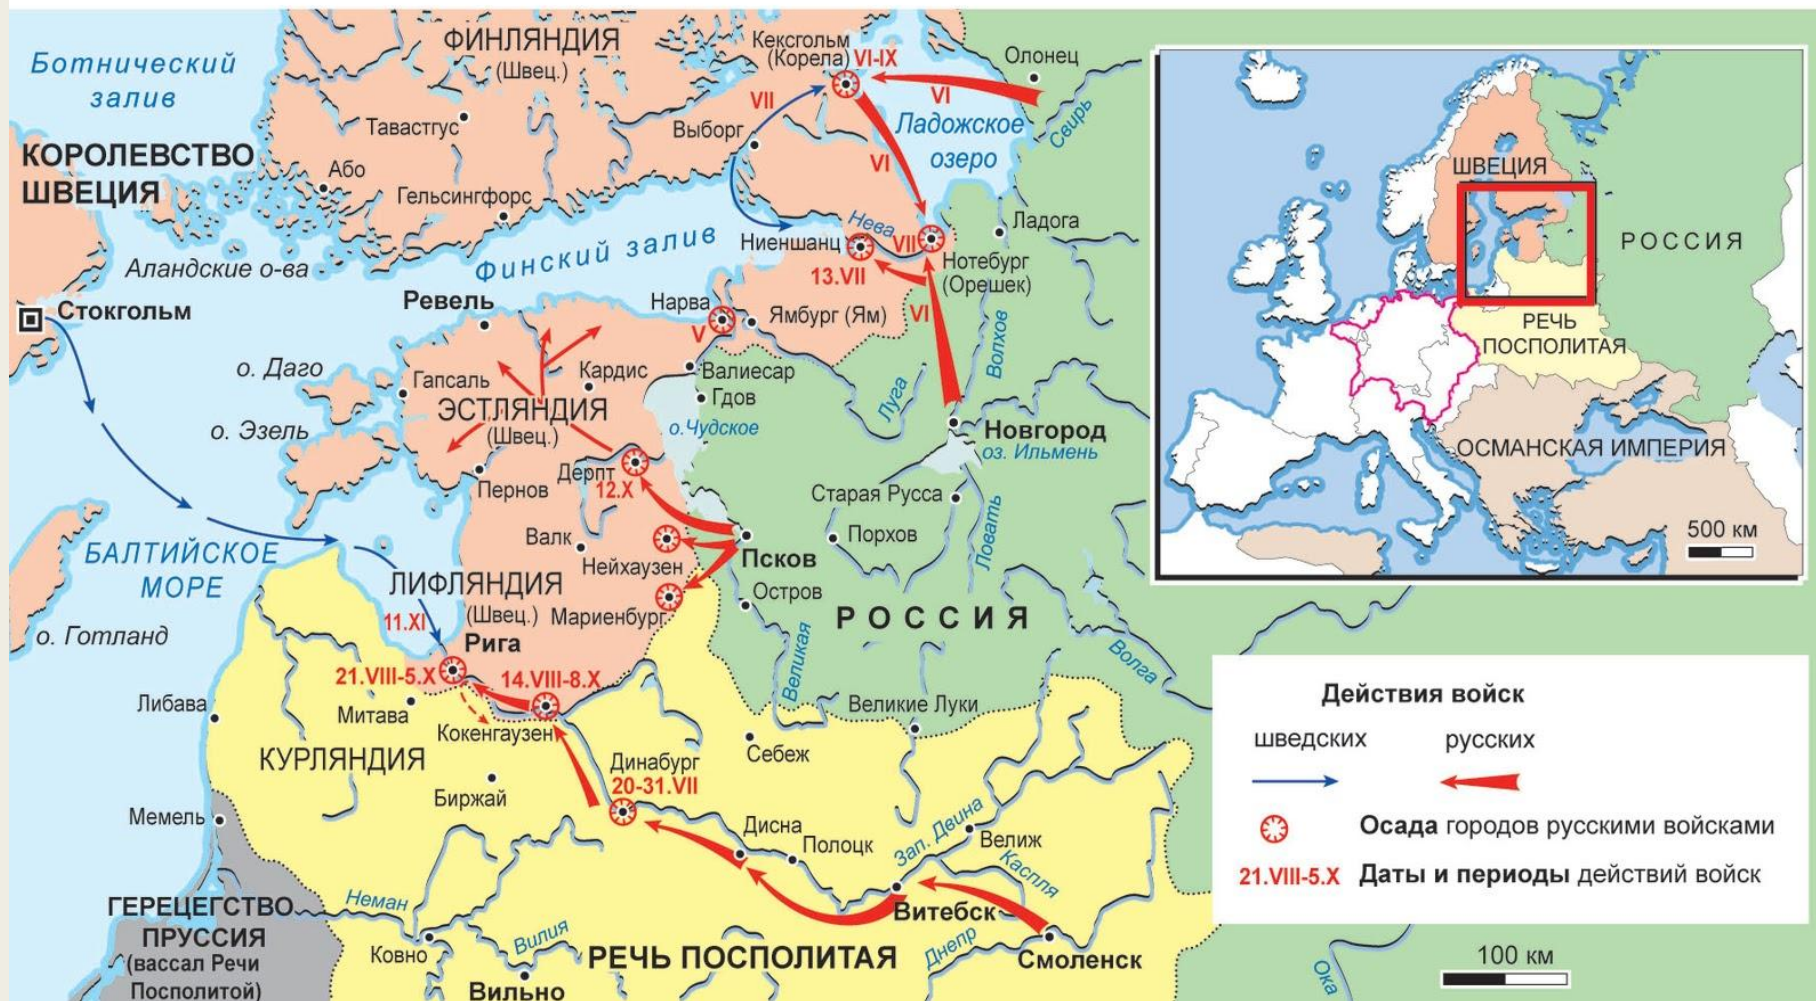 Ботнический
залив
ФИНЛЯНДИЯ
(Швец.)
Кексгольм
(Корела)
VI-IX
Олонец
VI
Свирь
VII
Тавастгус
Выборг
Ладожское
озеро
КОРОЛЕВСТВО
ШВЕЦИЯ
Або
VI
Гельсингфорс
Нева
Ладога
Финский залив
Ниеншанц
VII
13.VII
Нотебург
(Орешек)
Аландские о-ва
Стокгольм
Ревель
Нарва
V
Ямбург (Ям)
VI
Волхов
о. Даго
Гапсаль
Кардис
Валиесар
Гдов
Луга
ЭСТЛЯНДИЯ
(Швец.)
о. Эзель
о.Чудское
Новгород
оз. Ильмень
Дерпт
12.X
Пернов
Старая Русса
Ловать
Валк
Нейхаузен
Псков
Порхов
БАЛТИЙСКОЕ
МОРЕ
ЛИФЛЯНДИЯ
(Швец.)
Мариенбург
Остров
РОССИЯ
11.XI
Рига
о. Готланд
Великая
Волга
21.VIII-5.X
14.VIII-8.X
Либава
Митава
Кокенгаузен
Великие Луки
КУРЛЯНДИЯ
Себеж
Динабург
20-31.VII
Биржай
Мемель
Дисна
Полоцк
Зап. Двина
Велиж
Каспля
ГЕРЕЦЕГСТВО
ПРУССИЯ
(вассал Речи
Посполитой)
Неман
Витебск
Ковно
Вилия
РЕЧЬ ПОСПОЛИТАЯ
Днепр
Смоленск
Вильно
Ока
ШВЕЦИЯ
РОССИЯ
РЕЧЬ
ПОСПОЛИТАЯ
ОСМАНСКАЯ ИМПЕРИЯ
500 км
Действия войск
шведских русских
Осада городов русскими войсками
21.VIII-5.X Даты и периоды действий войск
100 км